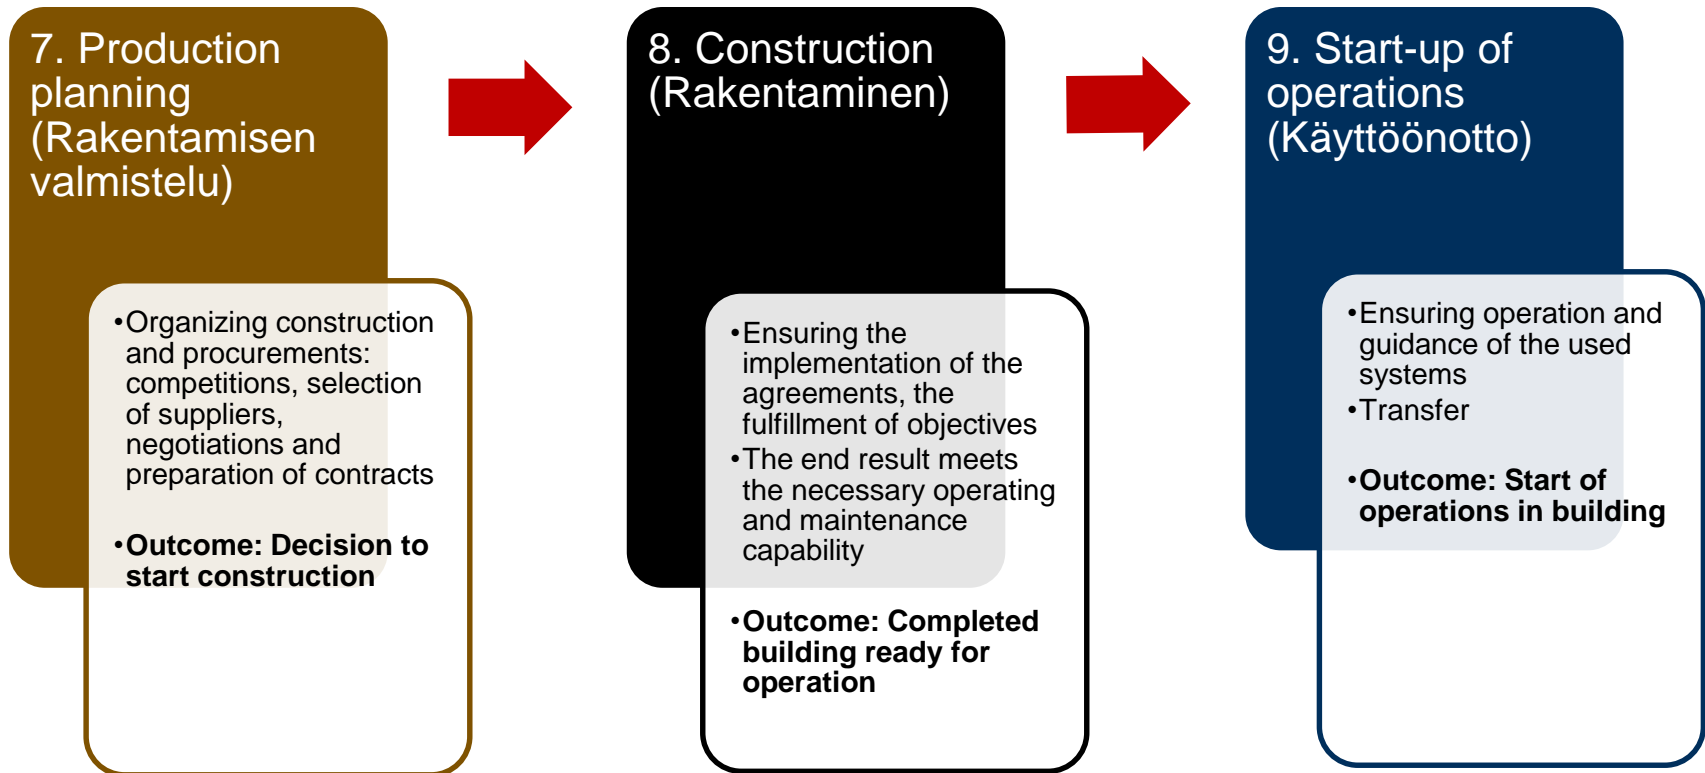 7. Production
planning
(Rakentamisen
valmistelu)
•Organizing construction
and procurements:
competitions, selection
of suppliers,
negotiations and
preparation of contracts
•Outcome: Decision to
start construction
8. Construction
(Rakentaminen)
•Ensuring the
implementation of the
agreements, the
fulfillment of objectives
•The end result meets
the necessary operating
and maintenance
capability
•Outcome: Completed
building ready for
operation
9. Start-up of
operations
(Käyttöönotto)
•Ensuring operation and
guidance of the used
systems
•Transfer
•Outcome: Start of
operations in building